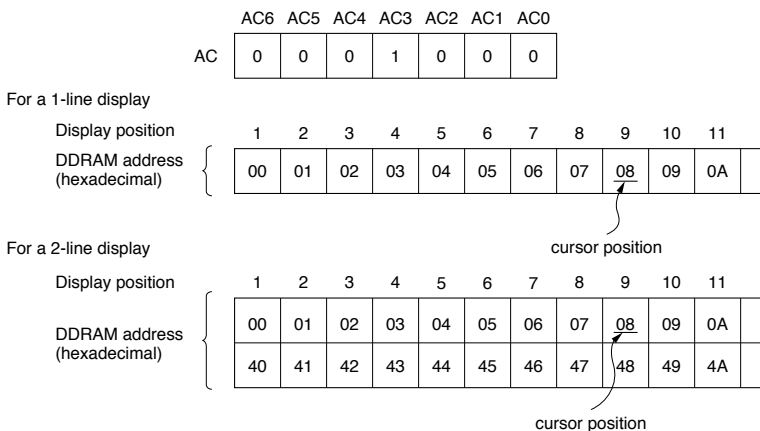 AC6 AC5 AC4 AC3 AC2 AC1 AC0
AC 0 0 0 1 0 0 0
For a 1-line display
Display position 1 2 3 4 5 6 7 8 9 10 11
DDRAM address (hexadecimal) 00 01 02 03 04 05 06 07 08 09 0A
cursor position
For a 2-line display
Display position 1 2 3 4 5 6 7 8 9 10 11
DDRAM address (hexadecimal) 00 01 02 03 04 05 06 07 08 09 0A
40 41 42 43 44 45 46 47 48 49 4A
cursor position